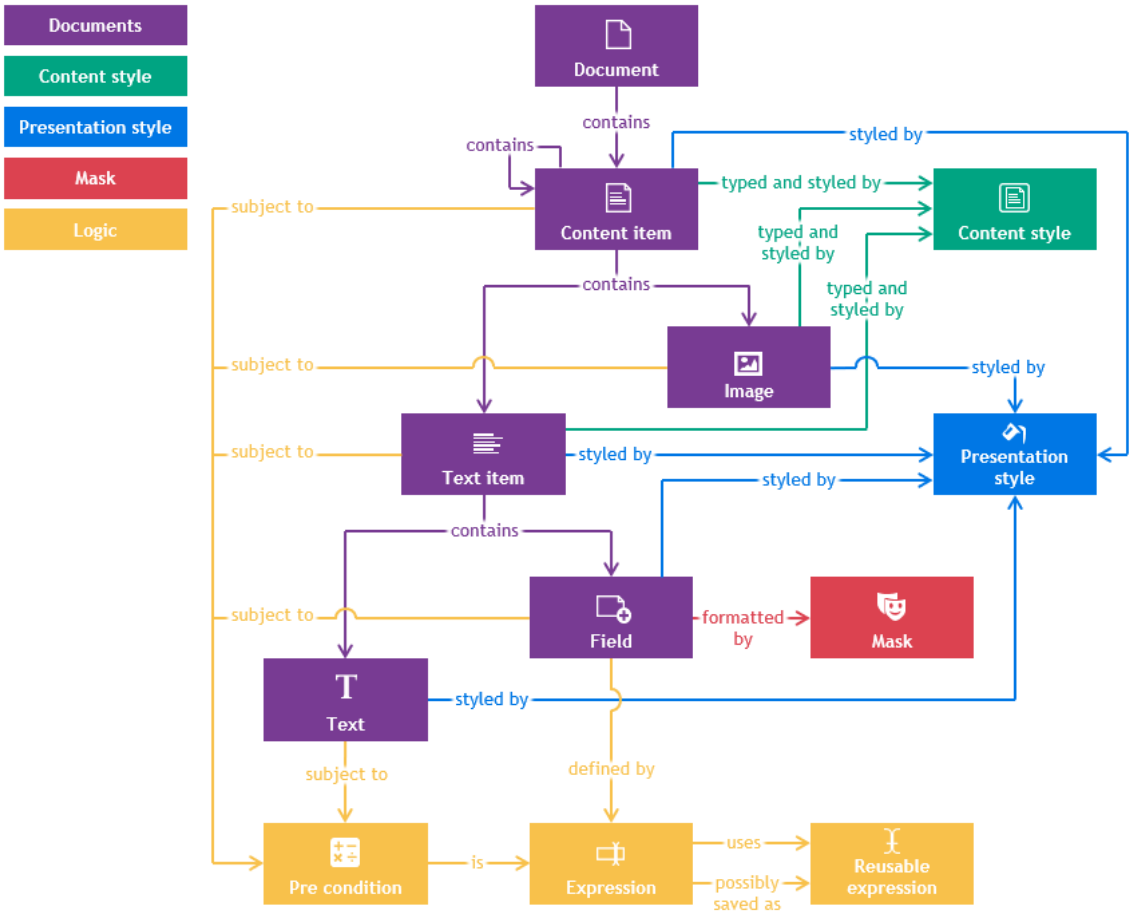 Documents
Content style
Presentation style
Mask
Logic
Document
contains
contains
styled by
typed and styled by
subject to
Content item
Content style
typed and
styled by
contains
typed and
styled by
subject to
Image
styled by
subject to
Text item
styled by
Presentation
style
styled by
contains
subject to
Field
formatted
by
Mask
T
Text
styled by
subject to
defined by
Pre condition
is
Expression
uses
possibly
saved as
Reusable
expression